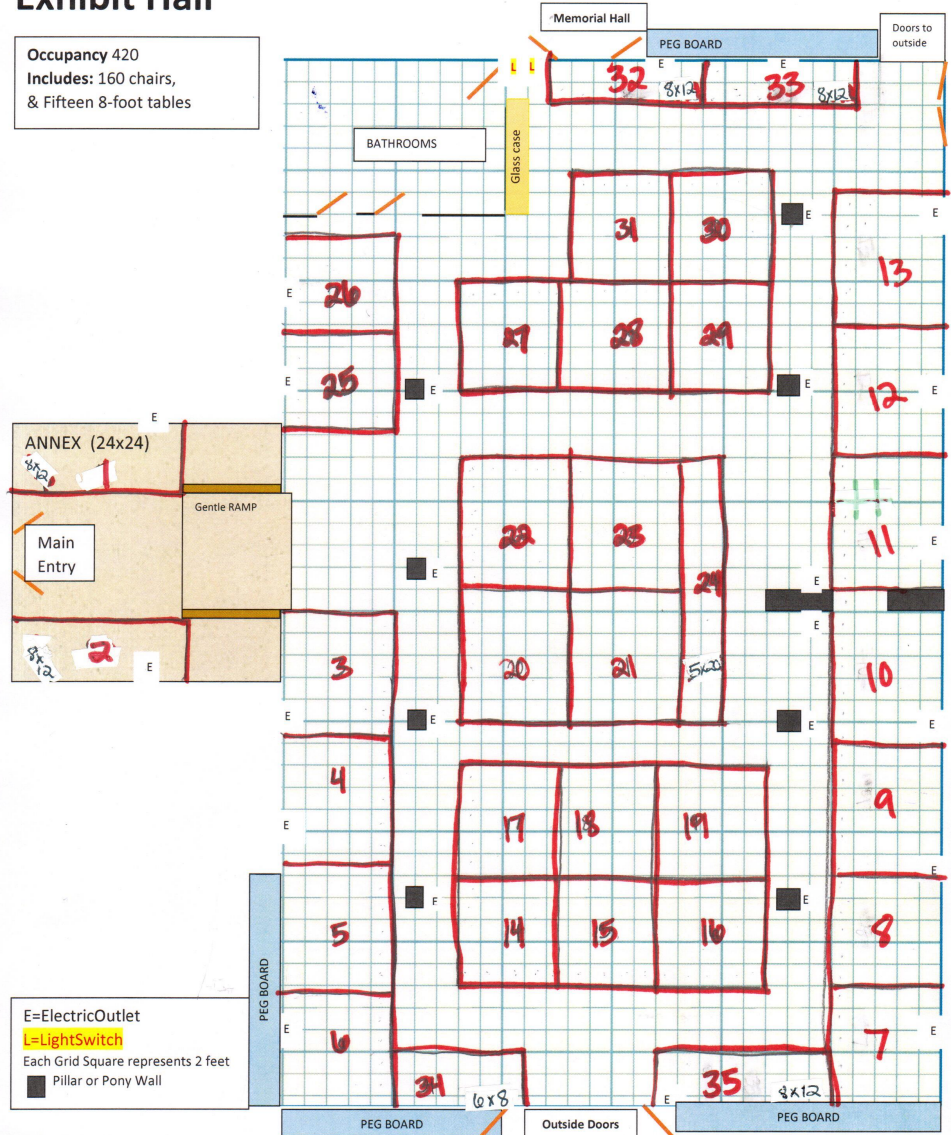 Exhibit Hall
Occupancy 420
Includes: 160 chairs,
& Fifteen 8-foot tables
Memorial Hall
PEG BOARD
Doors to
outside
L L
E
E
32
8x12
33
8x12
BATHROOMS
Glass case
31
30
E
E
13
E
26
27
28
29
E
25
E
E
12
E
E
ANNEX (24x24)
8x12
1
Gentle RAMP
Main
Entry
22
23
24
11
E
E
E
E
8x12
2
E
3
20
21
5x20
10
E
E
E
E
4
9
E
17
18
19
E
E
E
5
14
15
16
8
PEG BOARD
E=ElectricOutlet
L=LightSwitch
Each Grid Square represents 2 feet
Pillar or Pony Wall
E
6
7
E
34
6x8
35
8x12
E
PEG BOARD
Outside Doors
PEG BOARD